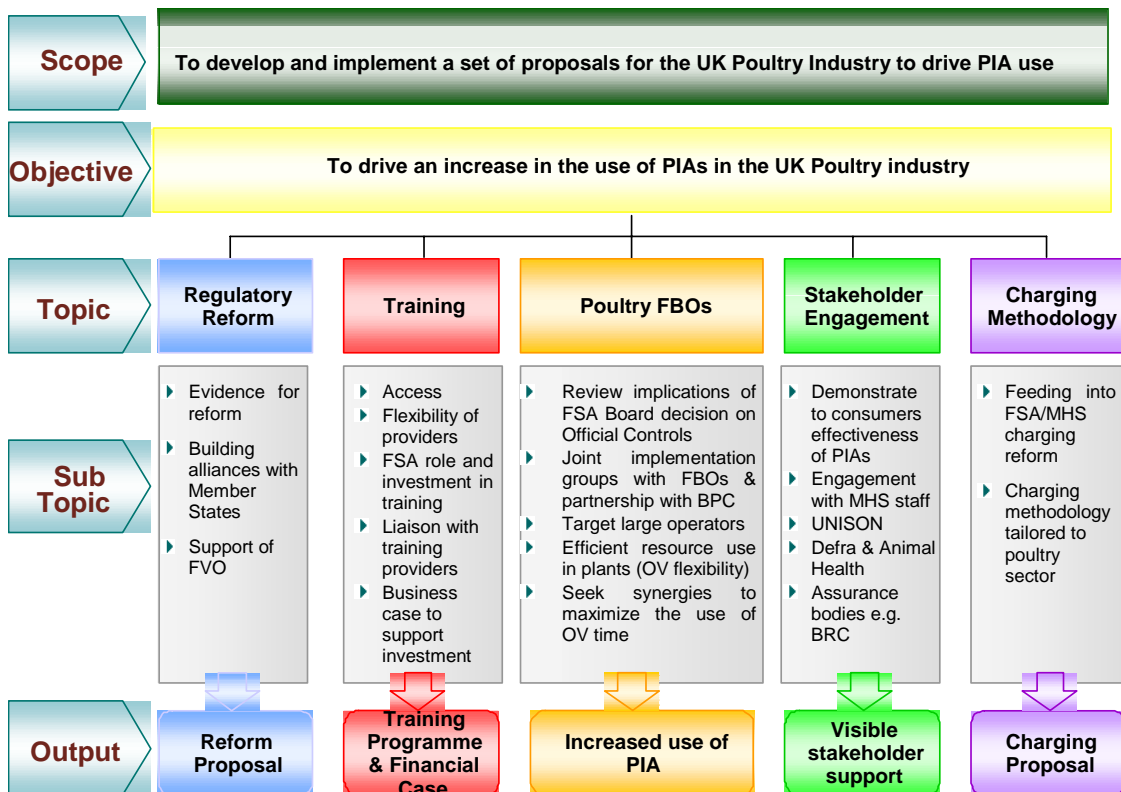 Scope
To develop and implement a set of proposals for the UK Poultry Industry to drive PIA use
Objective
To drive an increase in the use of PIAs in the UK Poultry industry
Topic
Regulatory
Reform
Training
Poultry FBOs
Stakeholder
Engagement
Charging
Methodology
Sub
Topic
Evidence for
reform
Building
alliances with
Member
States
Support of
FVO
Access
Flexibility of
providers
FSA role and
investment in
training
Liaison with
training
providers
Business
case to
support
investment
Review implications of
FSA Board decision on
Official Controls
Joint implementation
groups with FBOs &
partnership with BPC
Target large operators
Efficient resource use
in plants (OV flexibility)
Seek synergies to
maximize the use of
OV time
Demonstrate
to consumers
effectiveness
of PIAs
Engagement
with MHS staff
UNISON
Defra & Animal
Health
Assurance
bodies e.g.
BRC
Feeding into
FSA/MHS
charging
reform
Charging
methodology
tailored to
poultry
sector
Output
Reform
Proposal
Training
Programme
& Financial
Case
Increased use of
PIA
Visible
stakeholder
support
Charging
Proposal